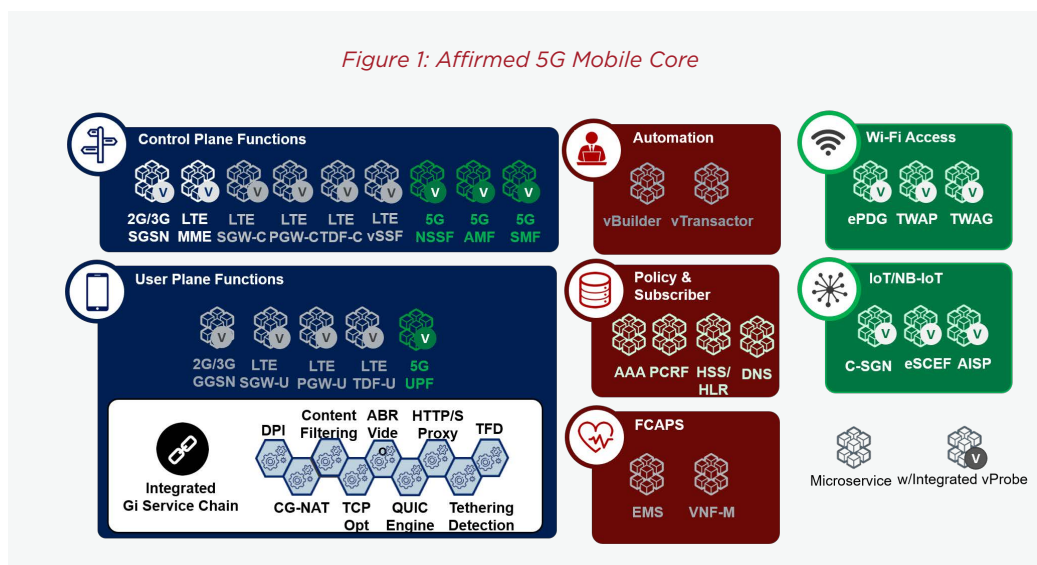 Figure 1: Affirmed 5G Mobile Core
Control Plane Functions
V V V V V V V V V
2G/3G LTE LTE LTE LTE LTE 5G 5G 5G
SGSN MME SGW-C PGW-C TDF-C vSSF NSSF AMF SMF
User Plane Functions
V V V V V
2G/3G LTE LTE LTE 5G
GGSN SGW-U PGW-U TDF-U UPF
Integrated
Gi Service Chain
DPI
Content
Filtering
ABR
Vide
o
HTTP/S
Proxy
TFD
CG-NAT
TCP
Opt
QUIC
Engine
Tethering
Detection
Automation
vBuilder vTransactor
Policy &
Subscriber
AAA PCRF HSS/ DNS
HLR
FCAPS
EMS VNF-M
Wi-Fi Access
V V V
ePDG TWAP TWAG
IoT/NB-IoT
V V V
C-SGN eSCEF AISP
V
Microservice w/Integrated vProbe